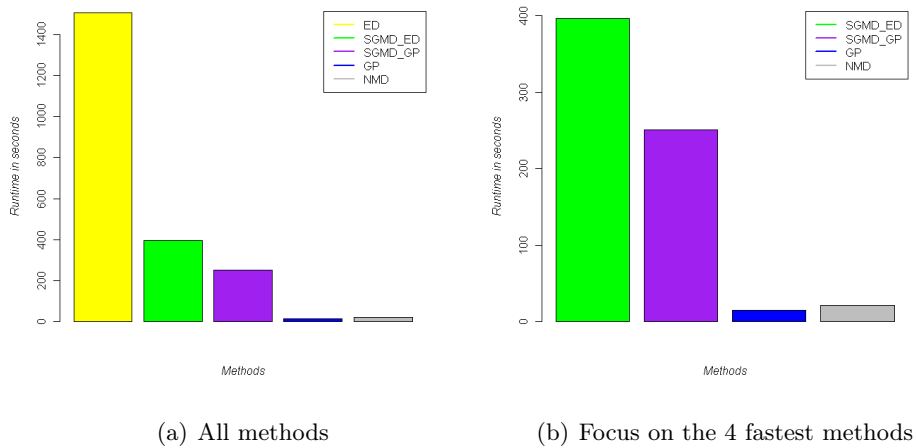 1400
1200
1000
800
600
400
200
0
Runtime in seconds
ED
SGMD_ED
SGMD_GP
GP
NMD
Methods
(a) All methods
400
300
200
100
0
Runtime in seconds
SGMD_ED
SGMD_GP
GP
NMD
Methods
(b) Focus on the 4 fastest methods